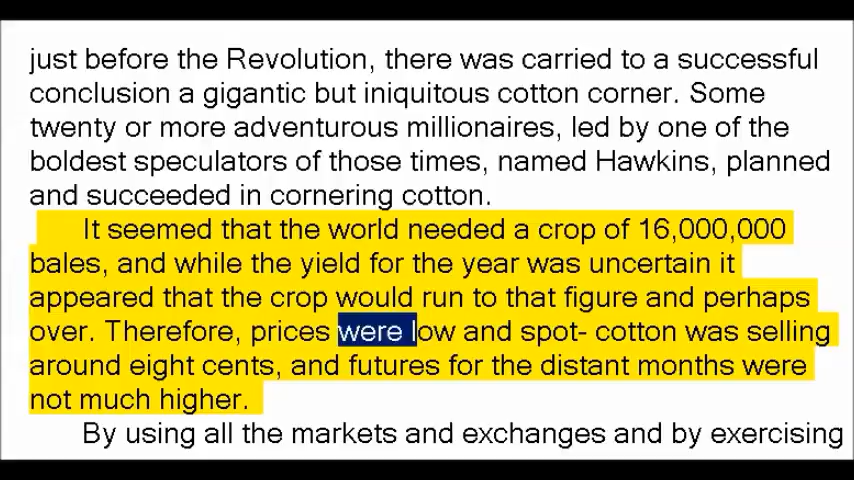 just before the Revolution, there was carried to a successful
conclusion a gigantic but iniquitous cotton corner. Some
twenty or more adventurous millionaires, led by one of the
boldest speculators of those times, named Hawkins, planned
and succeeded in cornering cotton.
It seemed that the world needed a crop of 16,000,000
bales, and while the yield for the year was uncertain it
appeared that the crop would run to that figure and perhaps
over. Therefore, prices were low and spot- cotton was selling
around eight cents, and futures for the distant months were
not much higher.
By using all the markets and exchanges and by exercising